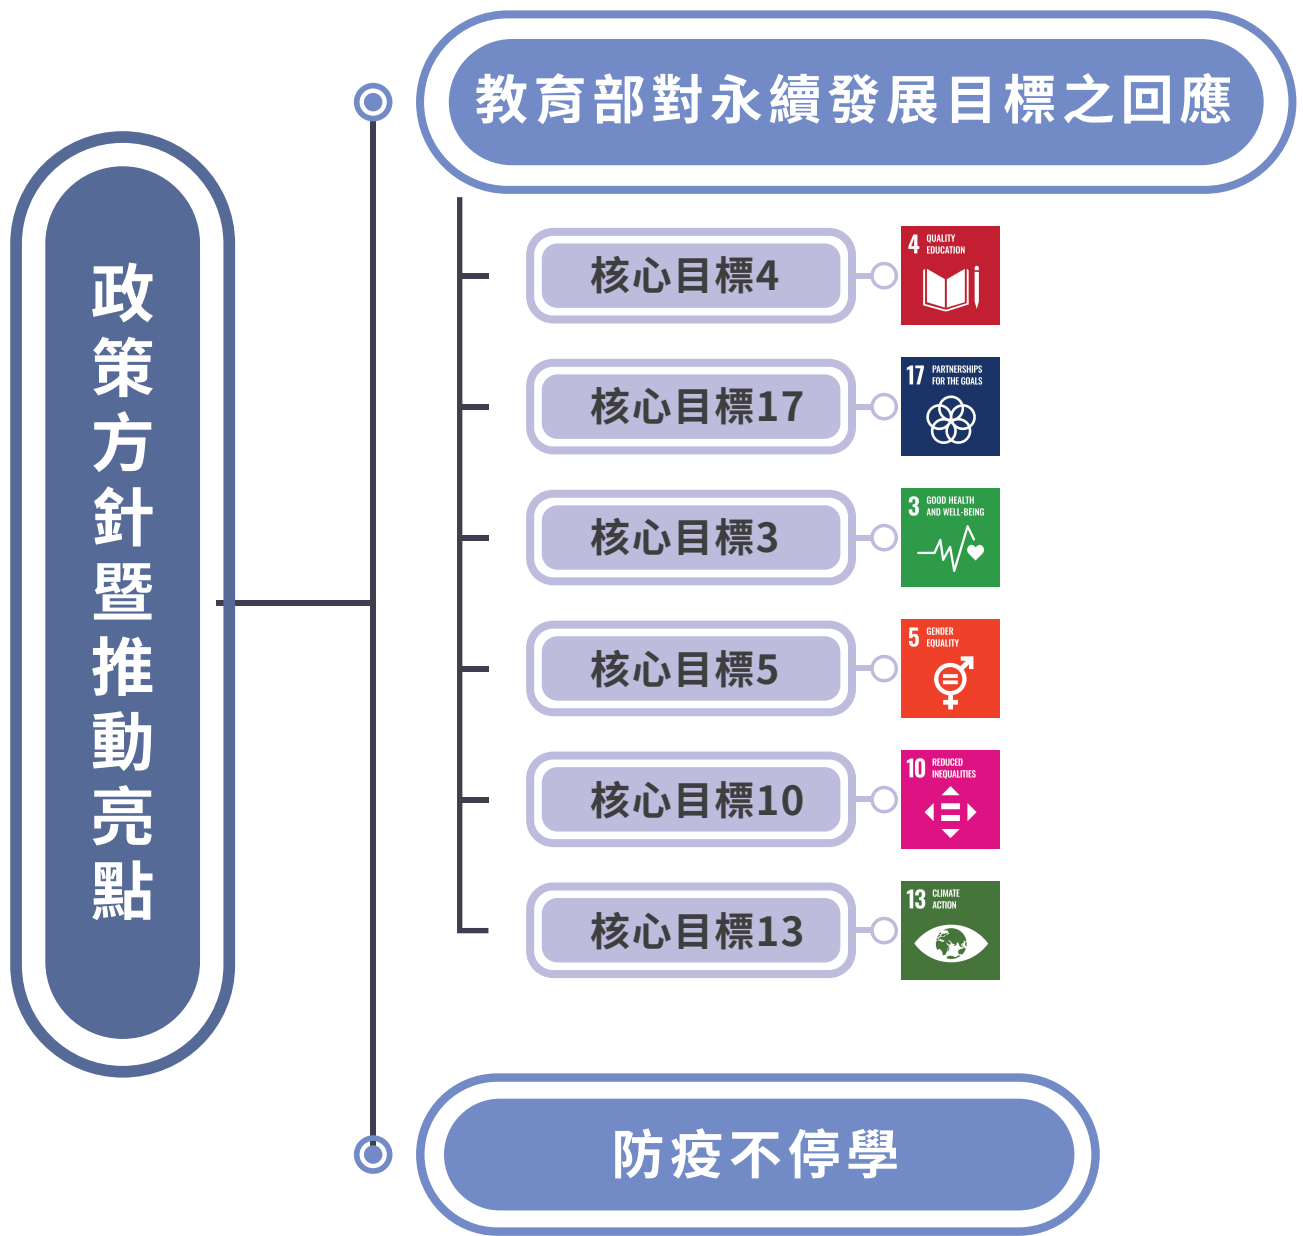 政策方針暨推動亮點
教育部對永續發展目標之回應
核心目標4
4 QUALITY
EDUCATION
核心目標17
17 PARTNERSHIPS
FOR THE GOALS
核心目標3
3 GOOD HEALTH
AND WELL-BEING
核心目標5
5 GENDER
EQUALITY
核心目標10
10 REDUCED
INEQUALITIES
核心目標13
13 CLIMATE
ACTION
防疫不停學